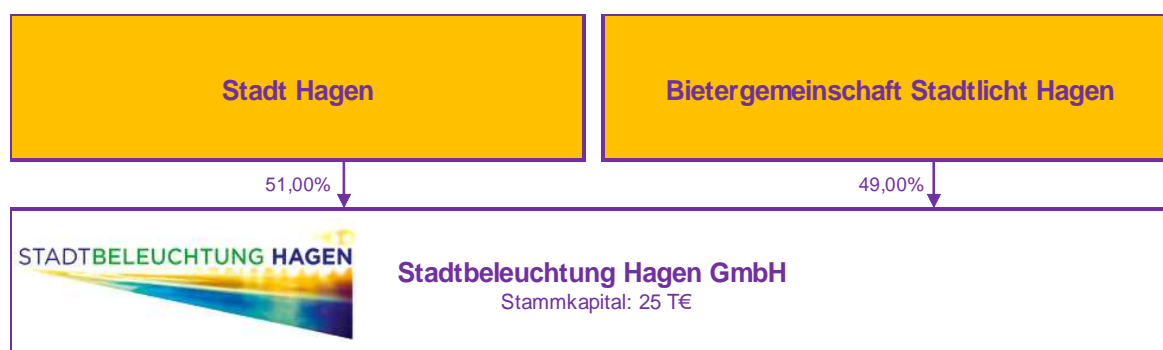 Stadt Hagen
Bietergemeinschaft Stadtlicht Hagen
51,00%
49,00%
STADTBELEUCHTUNG HAGEN
Stadtbeleuchtung Hagen GmbH
Stammkapital: 25 T€